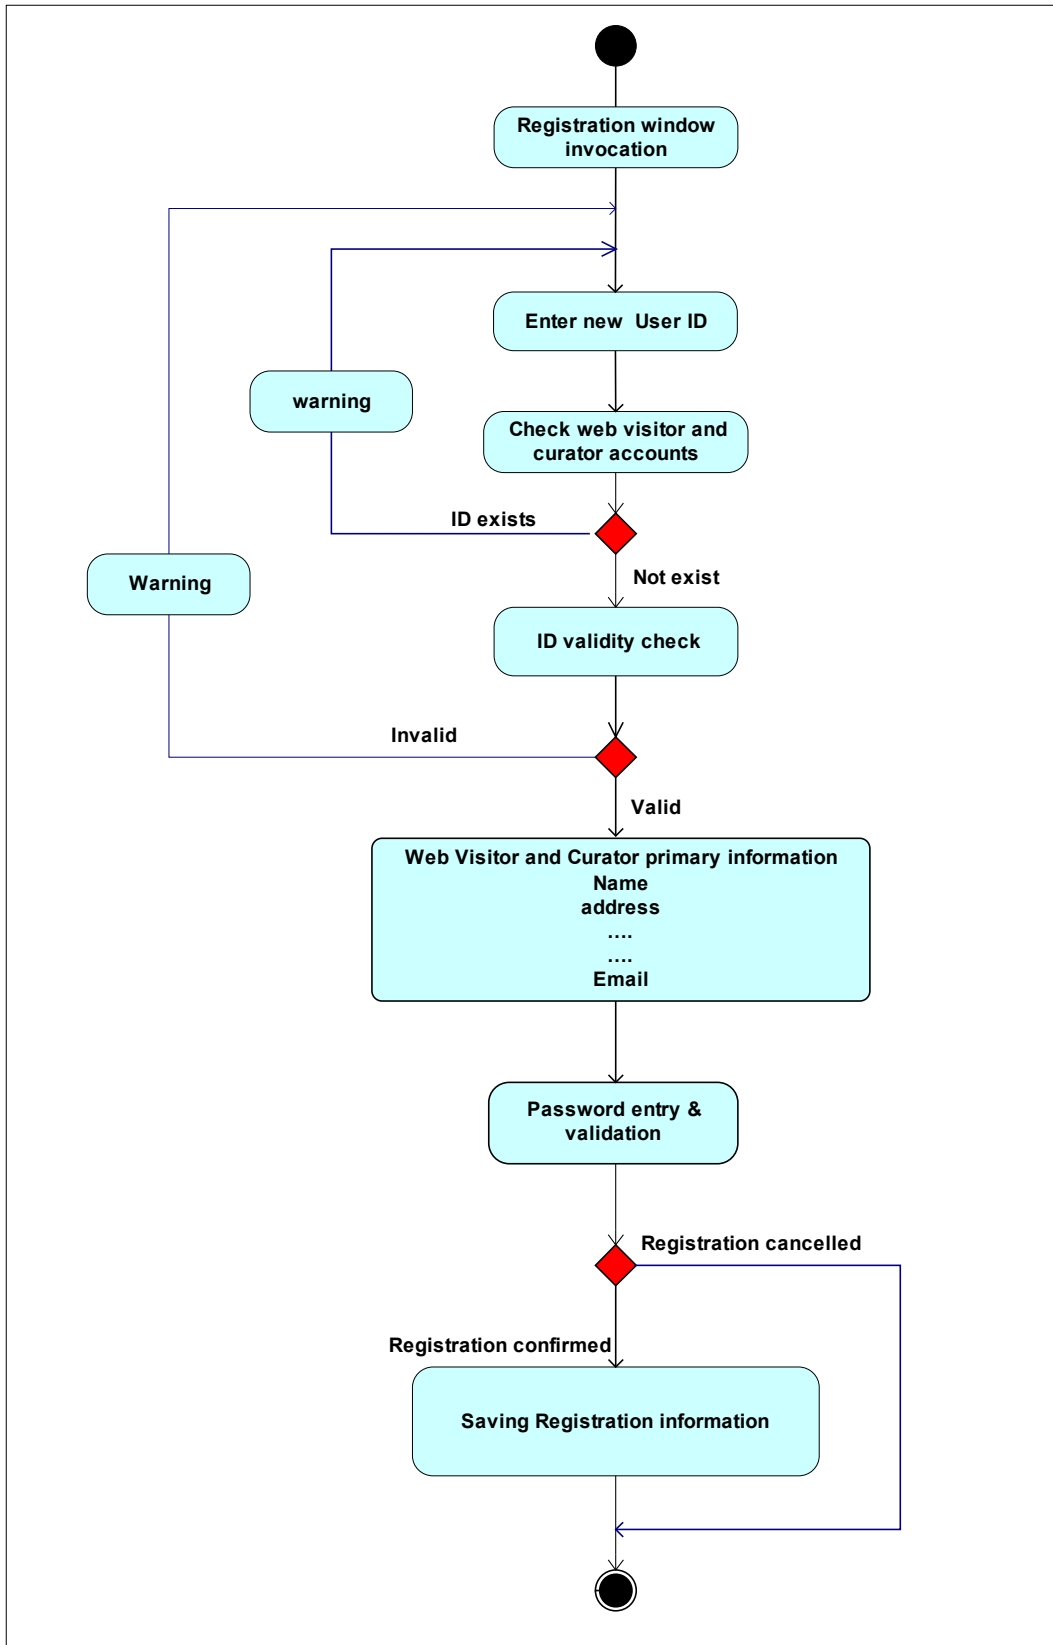 Registration window
invocation
Enter new  User ID
warning
Check web visitor and
curator accounts
ID exists
Warning
Not exist
ID validity check
Invalid
Valid
Web Visitor and Curator primary information
Name
address
....
....
Email
Password entry &
validation
Registration cancelled
Registration confirmed
Saving Registration information